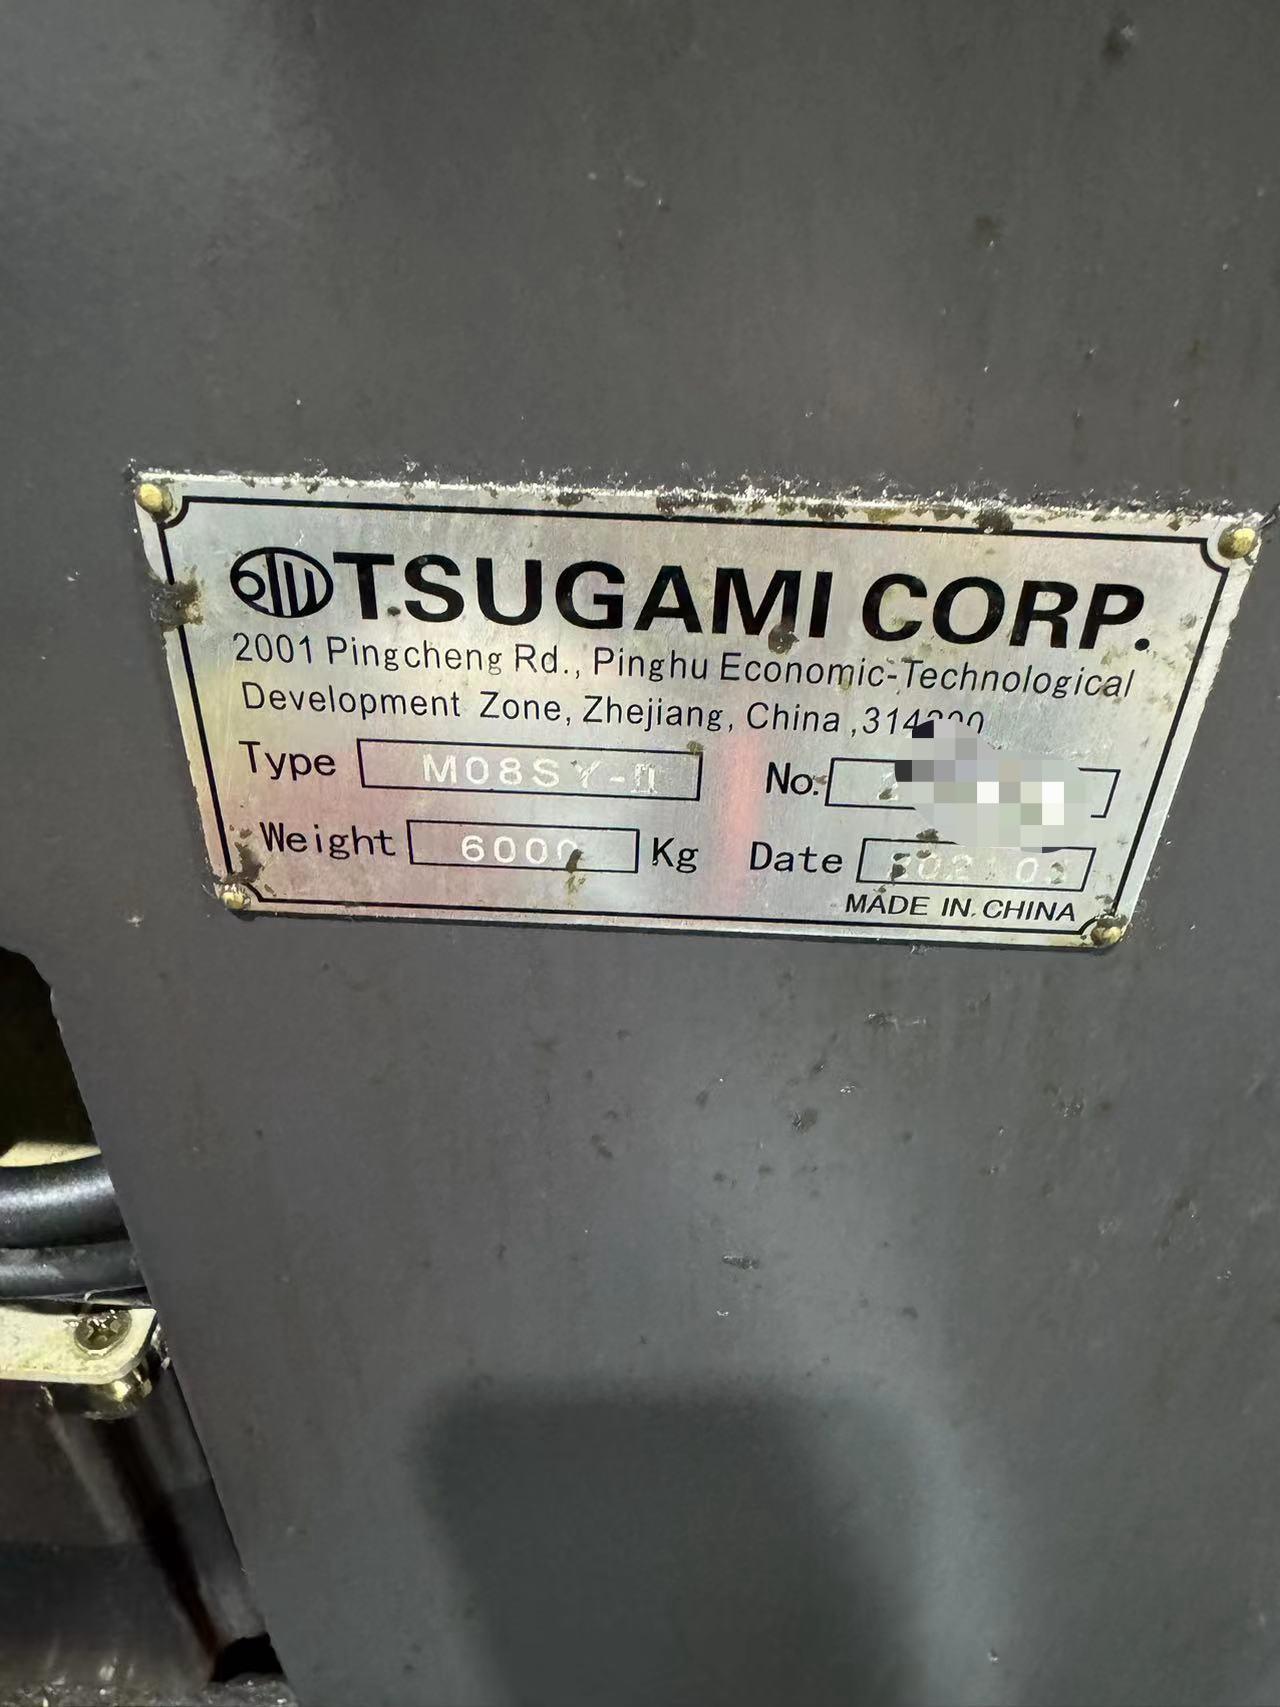 TSUGAMI CORP.
2001 Pingcheng Rd., Pinghu Economic-Technological
Development Zone, Zhejiang, China
Type M08SY-II No.
Weight 6000 Kg Date
MADE IN CHINA